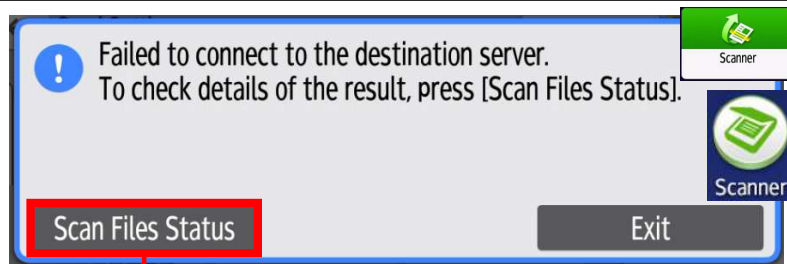 Failed to connect to the destination server.
To check details of the result, press [Scan Files Status].
Scanner
Scanner
Scan Files Status
Exit